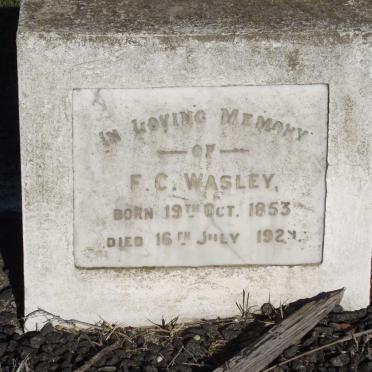 IN LOVING MEMORY
OF
F. C. WASLEY,
BORN 19TH OCT. 1853
DIED 16TH JULY